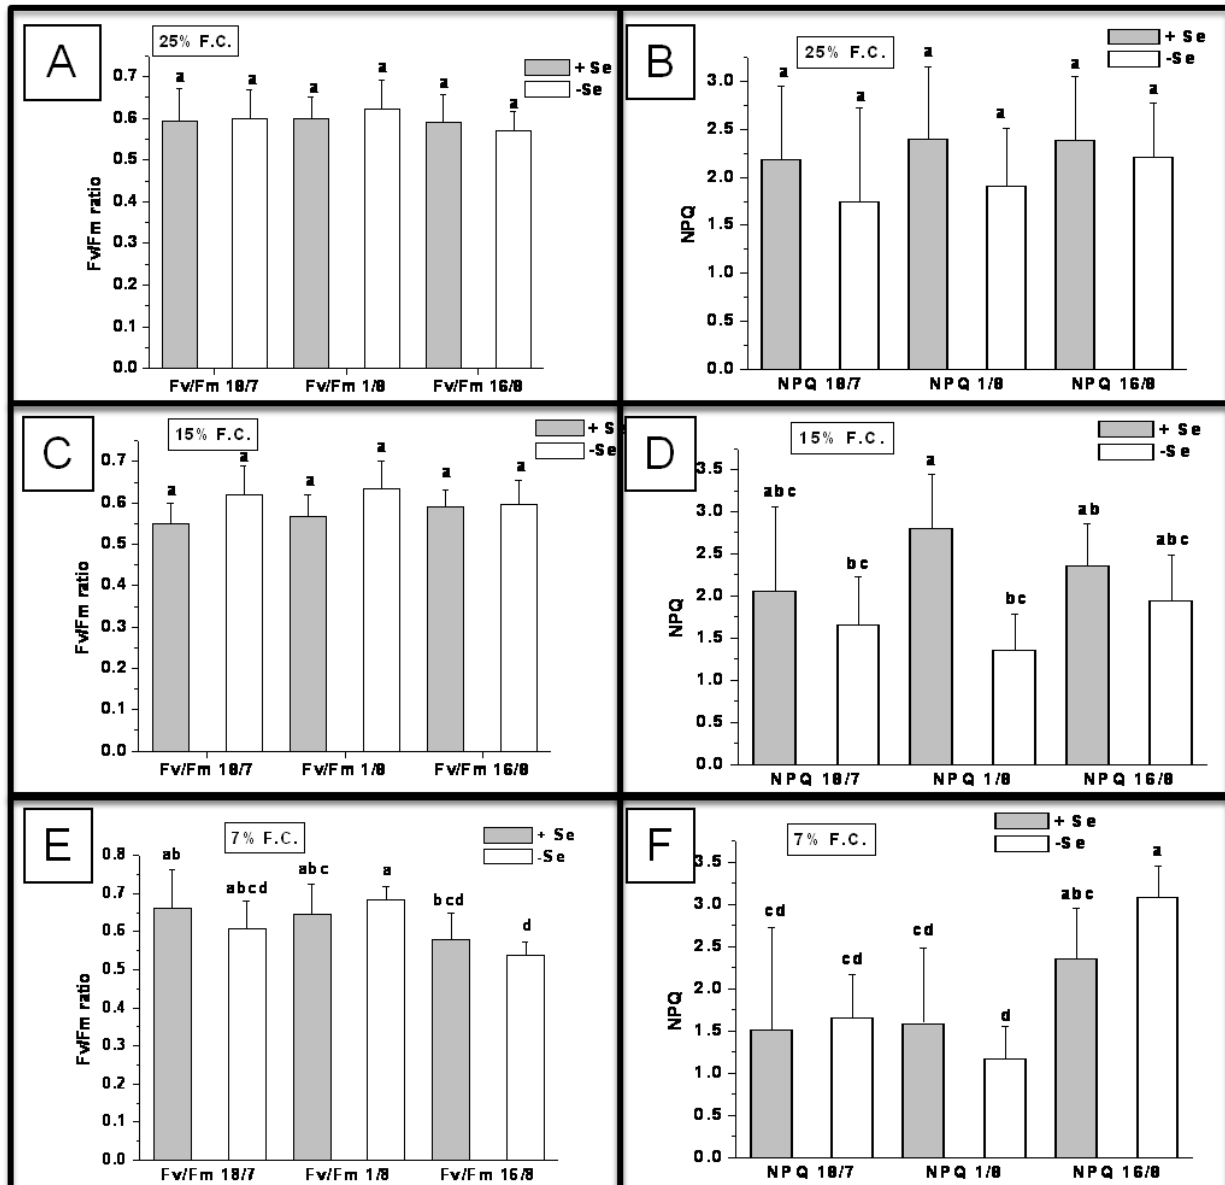 A
25% F.C.
+ Se
-Se
a a a a a a
0.7
0.6
0.5
0.4
0.3
0.2
0.1
0.0
Fv/Fm ratio
Fv/Fm 18/7 Fv/Fm 1/8 Fv/Fm 16/8
B
25% F.C.
+ Se
-Se
a a a a a a
3.0
2.5
2.0
1.5
1.0
0.5
0.0
NPQ
NPQ 18/7 NPQ 1/8 NPQ 16/8
C
15% F.C.
+ Se
-Se
a a a a a a
0.7
0.6
0.5
0.4
0.3
0.2
0.1
0.0
Fv/Fm ratio
Fv/Fm 18/7 Fv/Fm 1/8 Fv/Fm 16/8
D
15% F.C.
+ Se
-Se
abc bc a bc ab abc
3.5
3.0
2.5
2.0
1.5
1.0
0.5
0.0
NPQ
NPQ 18/7 NPQ 1/8 NPQ 16/8
E
7% F.C.
+ Se
-Se
ab abcd abc a bcd d
0.8
0.7
0.6
0.5
0.4
0.3
0.2
0.1
0.0
Fv/Fm ratio
Fv/Fm 18/7 Fv/Fm 1/8 Fv/Fm 16/8
F
7% F.C.
+ Se
-Se
cd cd cd d abc a
3.5
3.0
2.5
2.0
1.5
1.0
0.5
0.0
NPQ
NPQ 18/7 NPQ 1/8 NPQ 16/8